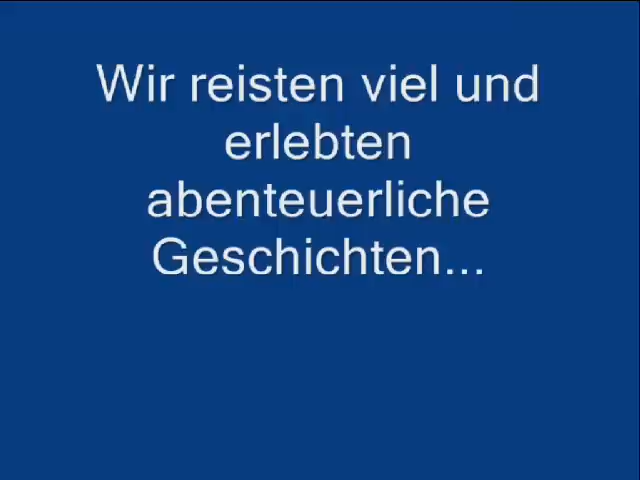 Wir reisten viel und
erlebten
abenteuerliche
Geschichten...